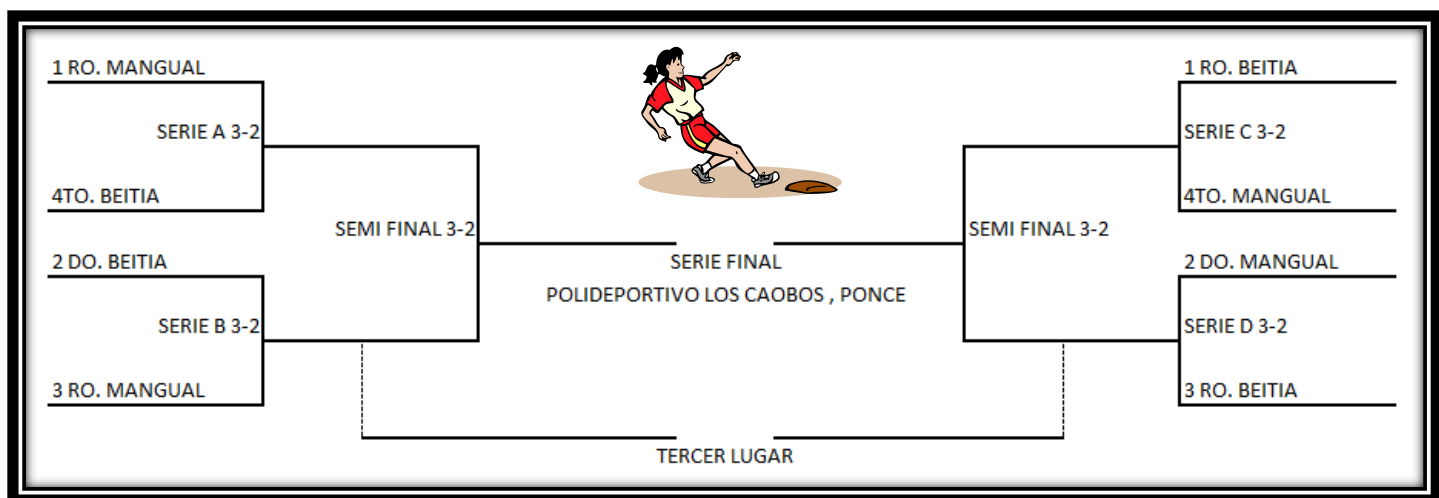 1 RO. MANGUAL
SERIE A 3-2
4TO. BEITIA
SEMI FINAL 3-2
2 DO. BEITIA
SERIE B 3-2
3 RO. MANGUAL
SERIE FINAL
POLIDEPORTIVO LOS CAOBOS , PONCE
TERCER LUGAR
1 RO. BEITIA
SERIE C 3-2
4TO. MANGUAL
SEMI FINAL 3-2
2 DO. MANGUAL
SERIE D 3-2
3 RO. BEITIA